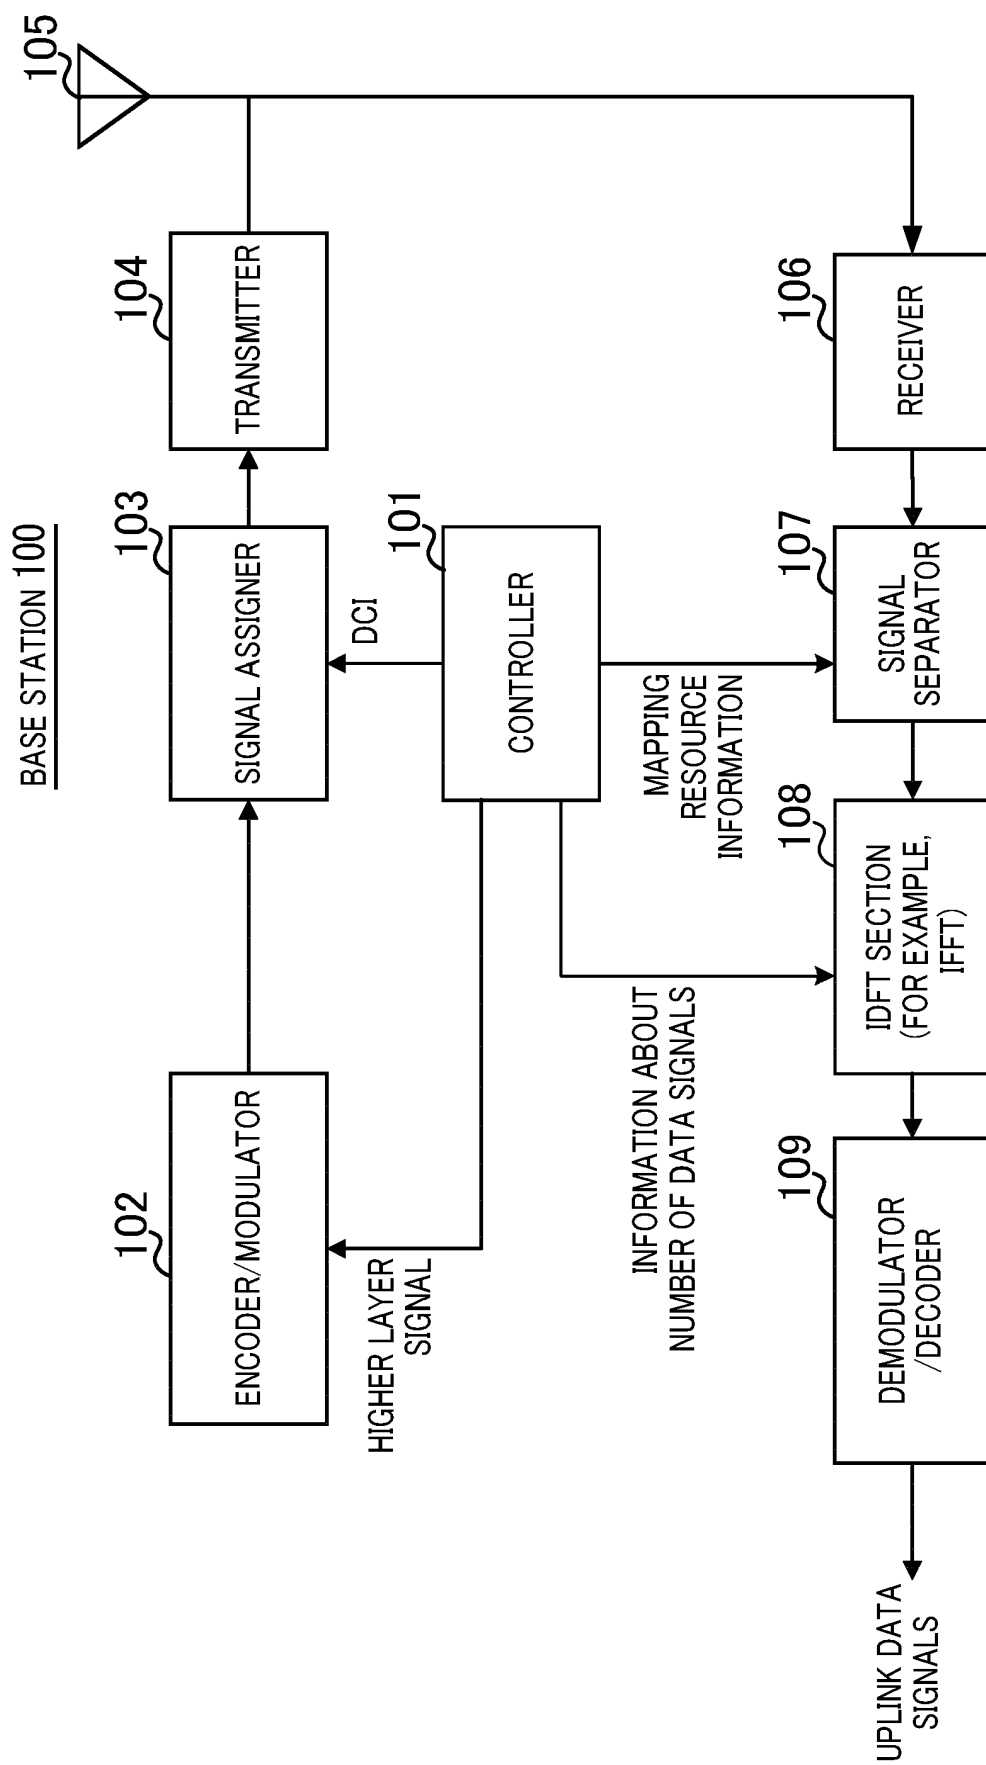 BASE STATION 100
102
ENCODER/MODULATOR
103
SIGNAL ASSIGNER
104
TRANSMITTER
105
HIGHER LAYER
SIGNAL
DCI
101
CONTROLLER
INFORMATION ABOUT
NUMBER OF DATA SIGNALS
MAPPING
RESOURCE
INFORMATION
UPLINK DATA
SIGNALS
109
DEMODULATOR
/DECODER
108
IDFT SECTION
(FOR EXAMPLE,
IFFT)
107
SIGNAL
SEPARATOR
106
RECEIVER